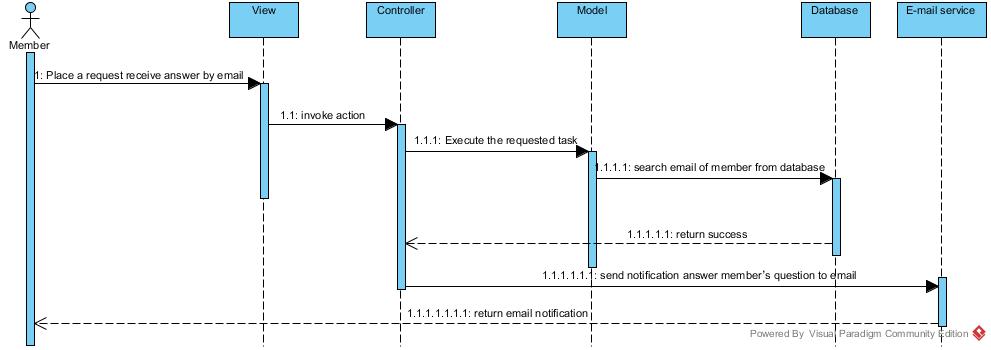 View
Controller
Model
Database
E-mail service
Member
1: Place a request receive answer by email
1.1: invoke action
1.1.1: Execute the requested task
1.1.1.1: search email of member from database
1.1.1.1.1: return success
1.1.1.1.1.1: send notification answer member's question to email
1.1.1.1.1.1.1: return email notification
Powered By Visual Paradigm Community Edition